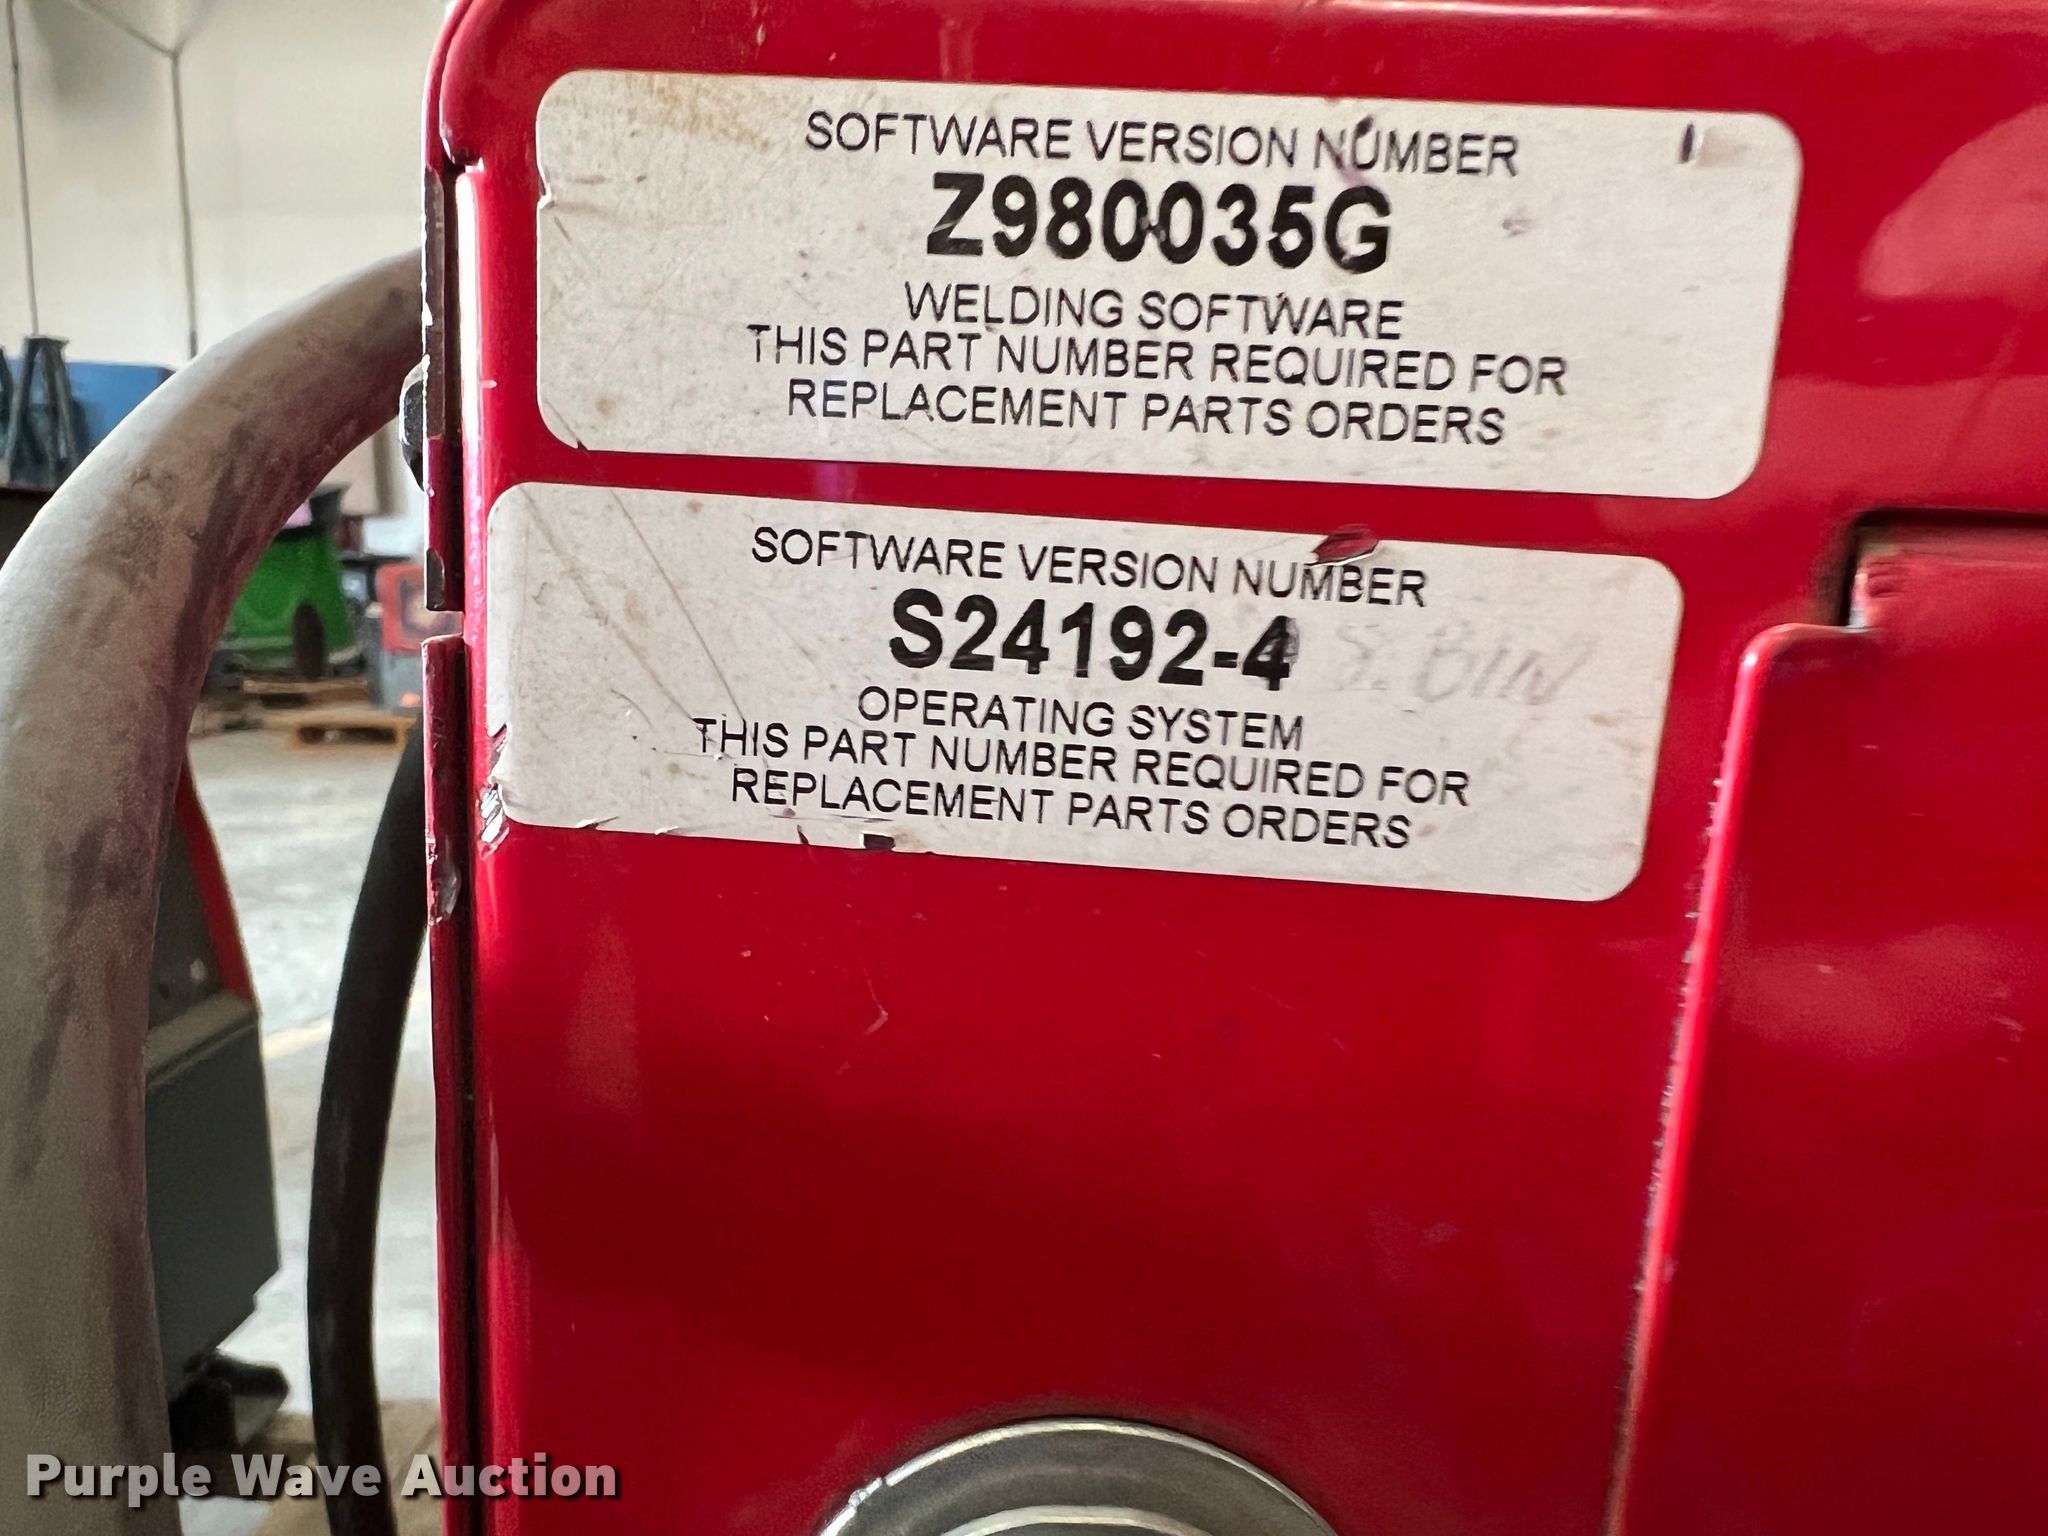 SOFTWARE VERSION NUMBER
Z980035G
WELDING SOFTWARE
THIS PART NUMBER REQUIRED FOR
REPLACEMENT PARTS ORDERS
SOFTWARE VERSION NUMBER
S24192-4 S. BIN
OPERATING SYSTEM
THIS PART NUMBER REQUIRED FOR
REPLACEMENT PARTS ORDERS
Purple Wave Auction